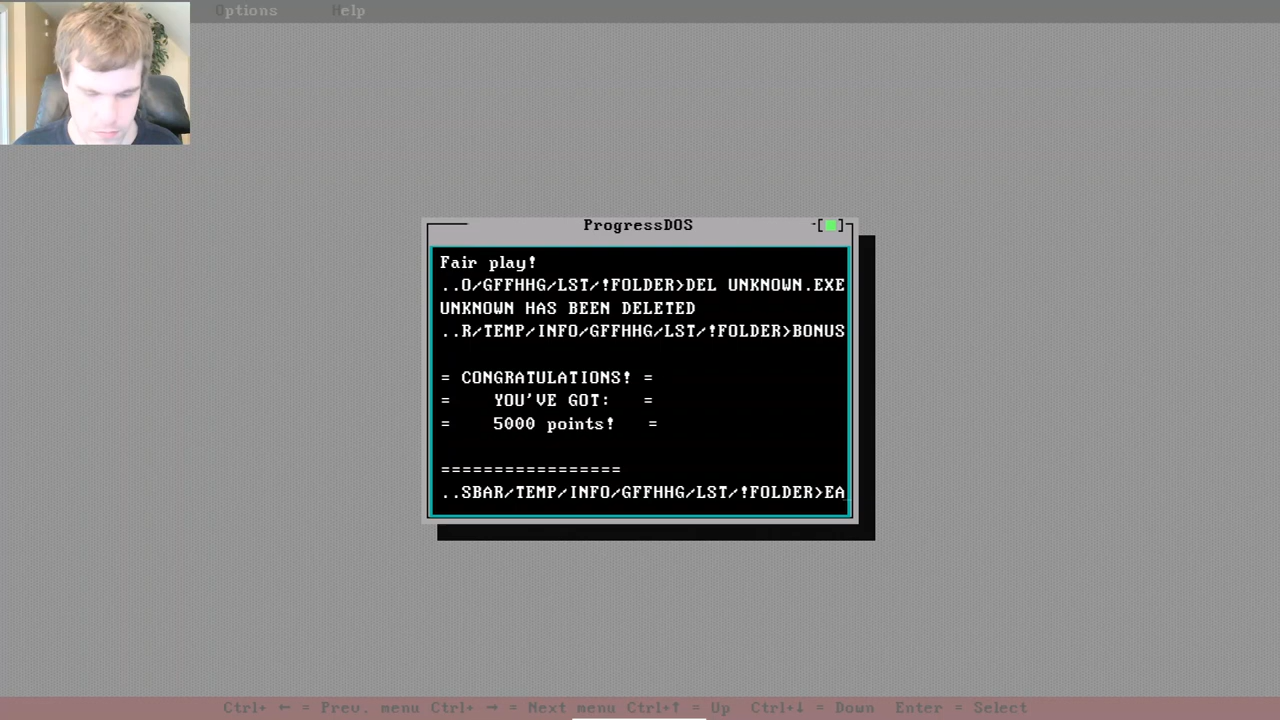 Options Help
ProgressDOS
Fair play!
..O/GFFHHG/LST/!FOLDER>DEL UNKNOWN.EXE
UNKNOWN HAS BEEN DELETED
..R/TEMP/INFO/GFFHHG/LST/!FOLDER>BONUS
= CONGRATULATIONS! =
= YOU'VE GOT: =
= 5000 points! =
=================
..SBAR/TEMP/INFO/GFFHHG/LST/!FOLDER>EA_
Ctrl+ ← = Prev. menu Ctrl+ → = Next menu Ctrl+↑ = Up Ctrl+↓ = Down Enter = Select